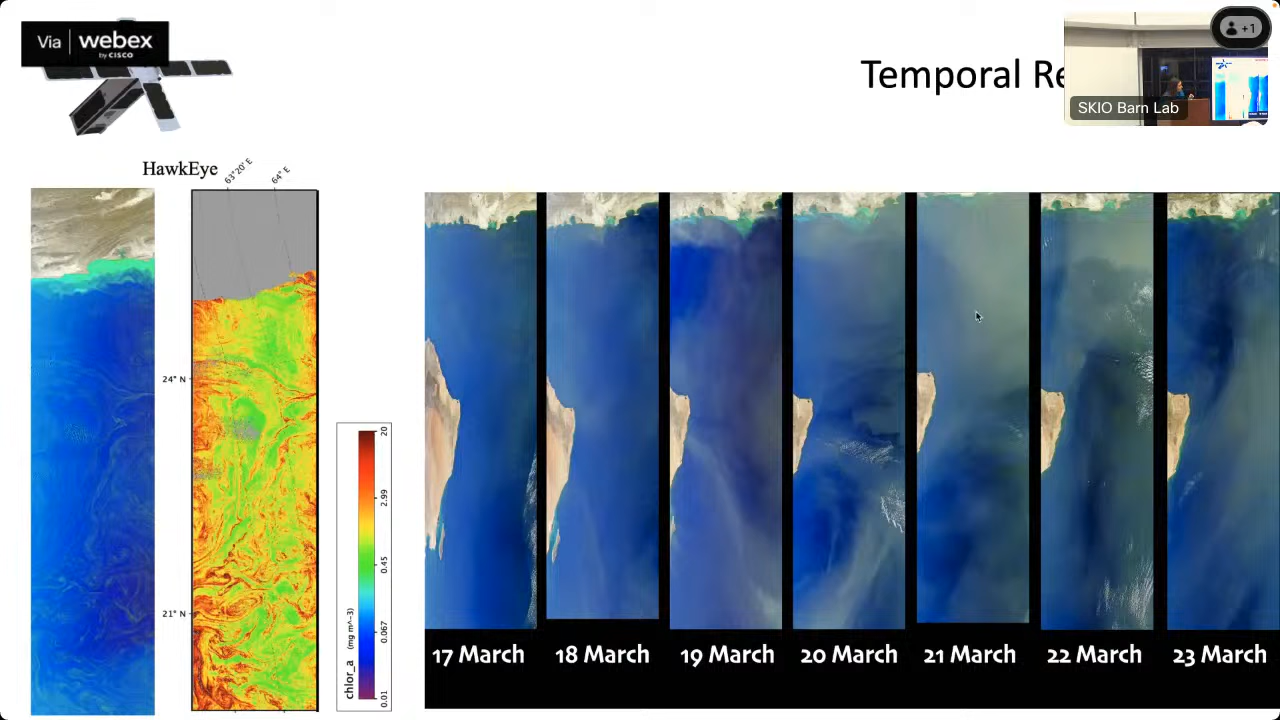 Via webex
by CISCO
Temporal Re
+1
SKIO Barn Lab
HawkEye
63°20' E
64° E
24° N
21° N
20
2.99
0.45
0.067
0.01
chlor_a (mg m^-3)
17 March
18 March
19 March
20 March
21 March
22 March
23 March